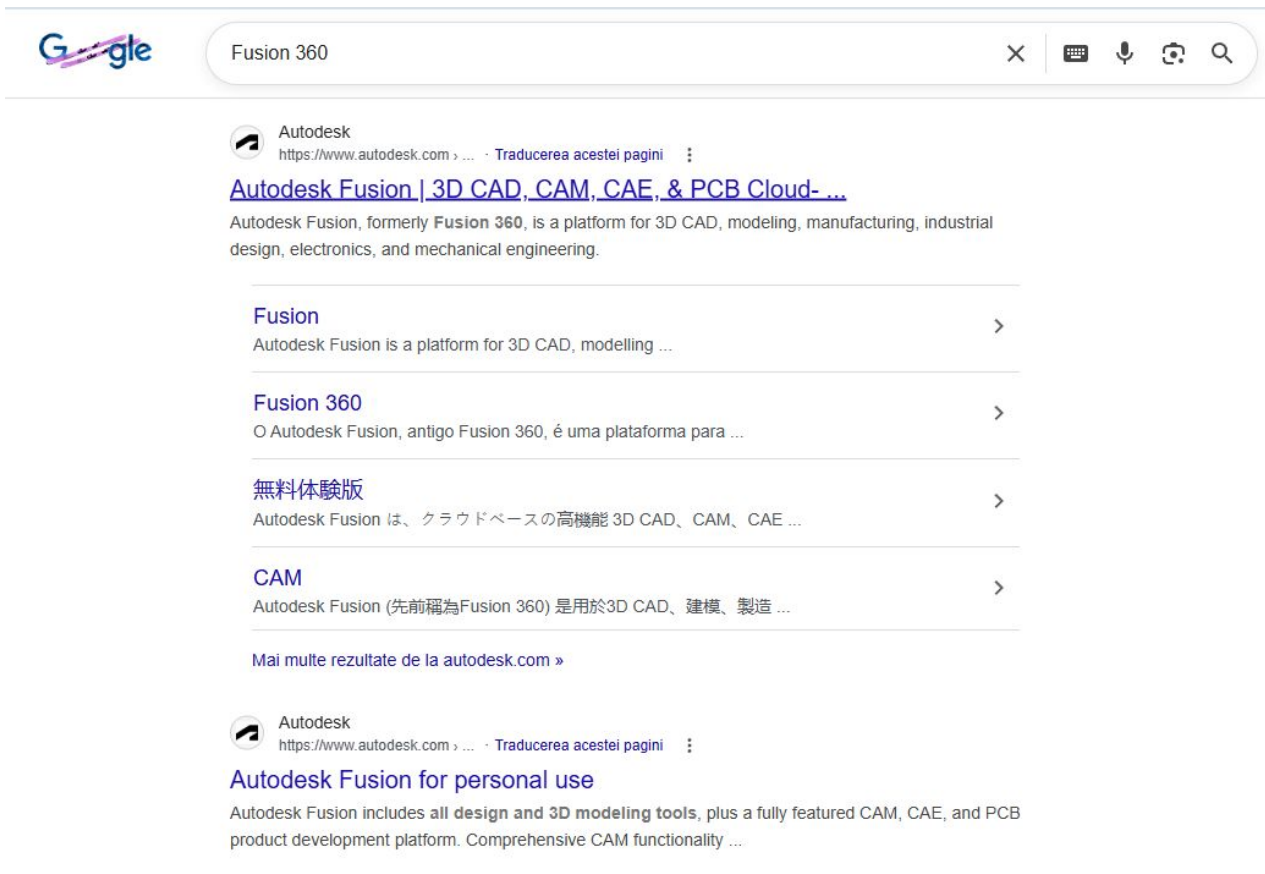 Google
Fusion 360
Autodesk
https://www.autodesk.com › ... · Traducerea acestei pagini
Autodesk Fusion | 3D CAD, CAM, CAE, & PCB Cloud- ...
Autodesk Fusion, formerly Fusion 360, is a platform for 3D CAD, modeling, manufacturing, industrial
design, electronics, and mechanical engineering.
Fusion
Autodesk Fusion is a platform for 3D CAD, modelling ...
Fusion 360
O Autodesk Fusion, antigo Fusion 360, é uma plataforma para ...
無料体験版
Autodesk Fusion は、クラウドベースの高機能 3D CAD、CAM、CAE ...
CAM
Autodesk Fusion (先前稱為Fusion 360) 是用於3D CAD、建模、製造 ...
Mai multe rezultate de la autodesk.com »
Autodesk
https://www.autodesk.com › ... · Traducerea acestei pagini
Autodesk Fusion for personal use
Autodesk Fusion includes all design and 3D modeling tools, plus a fully featured CAM, CAE, and PCB
product development platform. Comprehensive CAM functionality ...